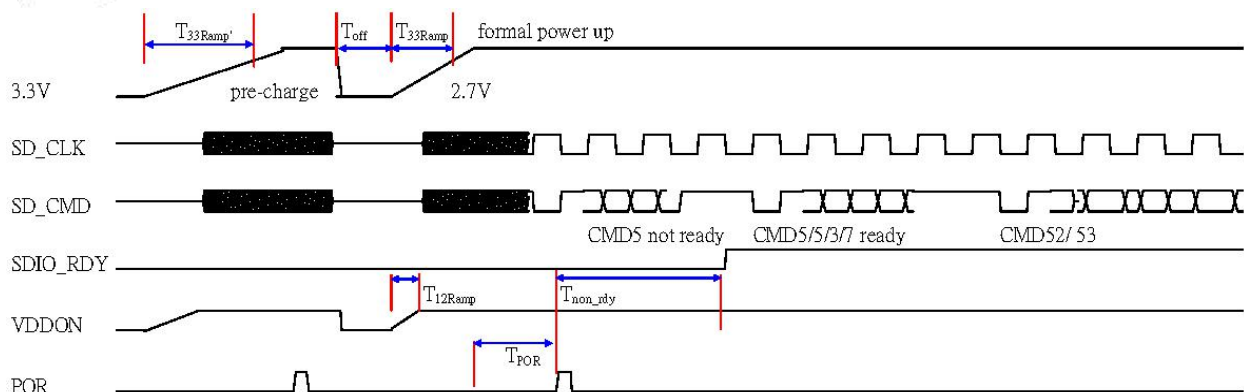 T33Ramp' Toff T33Ramp formal power up
3.3V pre-charge 2.7V
SD_CLK
SD_CMD
CMD5 not ready CMD5/5/3/7 ready CMD52/ 53
SDIO_RDY
T12Ramp Tnon_rdy
VDDON
TPOR
POR